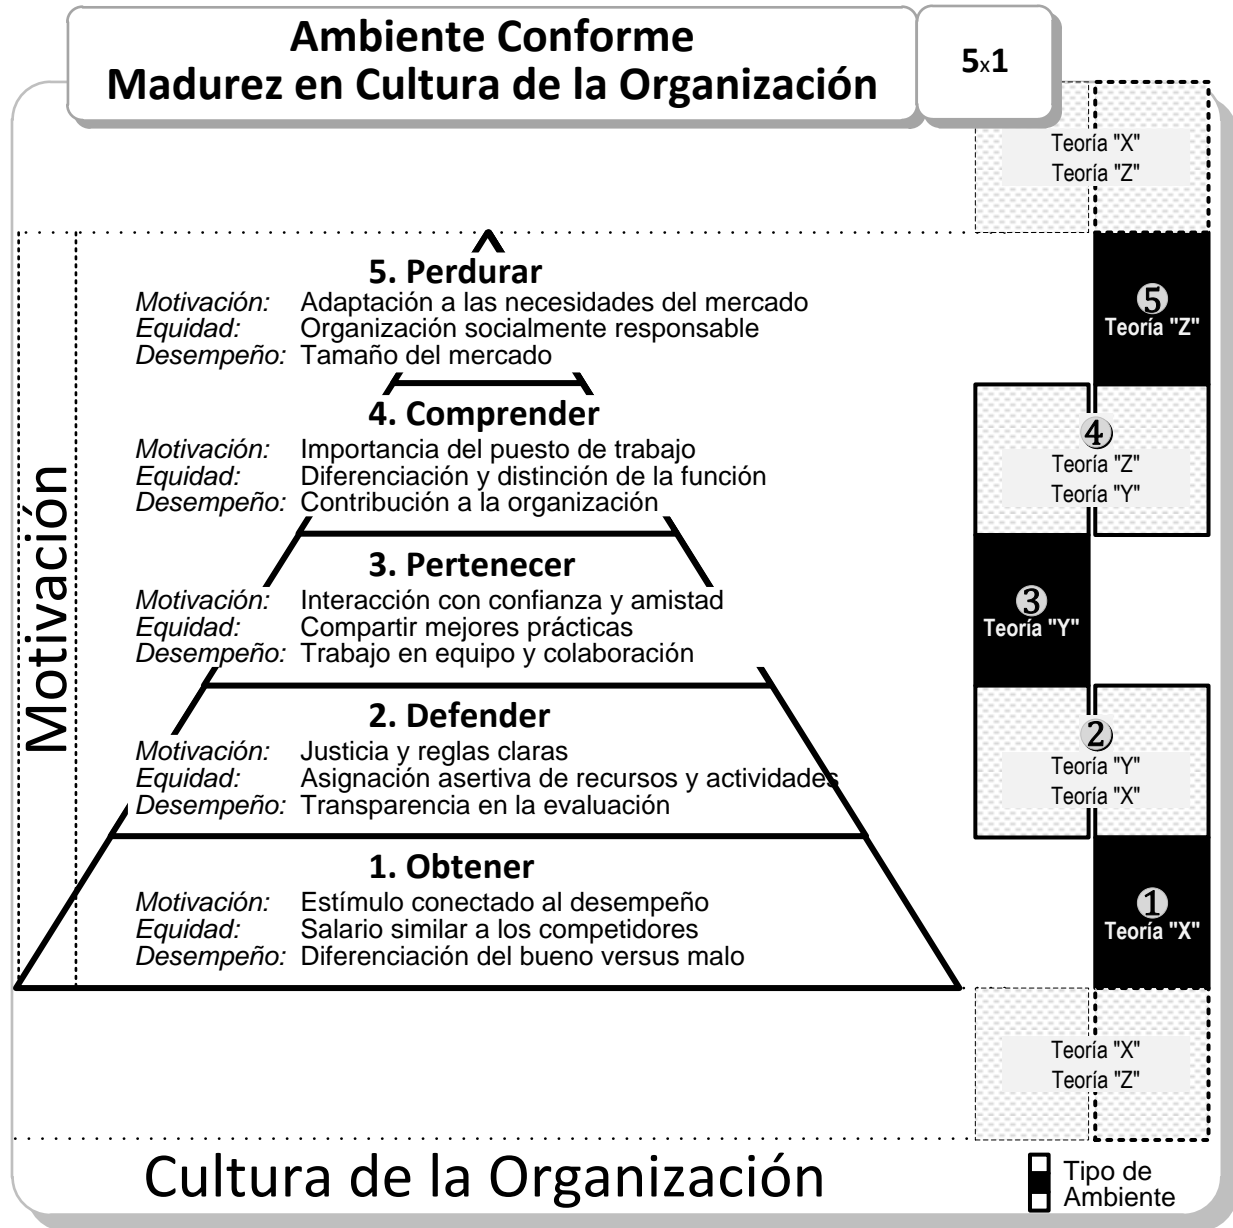 Ambiente Conforme
Madurez en Cultura de la Organización
5x1
Teoría "X"
Teoría "Z"
5. Perdurar
Motivación: Adaptación a las necesidades del mercado
Equidad: Organización socialmente responsable
Desempeño: Tamaño del mercado
5
Teoría "Z"
4. Comprender
Motivación: Importancia del puesto de trabajo
Equidad: Diferenciación y distinción de la función
Desempeño: Contribución a la organización
4
Teoría "Z"
Teoría "Y"
Motivación
3. Pertenecer
Motivación: Interacción con confianza y amistad
Equidad: Compartir mejores prácticas
Desempeño: Trabajo en equipo y colaboración
3
Teoría "Y"
2. Defender
Motivación: Justicia y reglas claras
Equidad: Asignación asertiva de recursos y actividades
Desempeño: Transparencia en la evaluación
2
Teoría "Y"
Teoría "X"
1. Obtener
Motivación: Estímulo conectado al desempeño
Equidad: Salario similar a los competidores
Desempeño: Diferenciación del bueno versus malo
1
Teoría "X"
Teoría "X"
Teoría "Z"
Cultura de la Organización
Tipo de
Ambiente